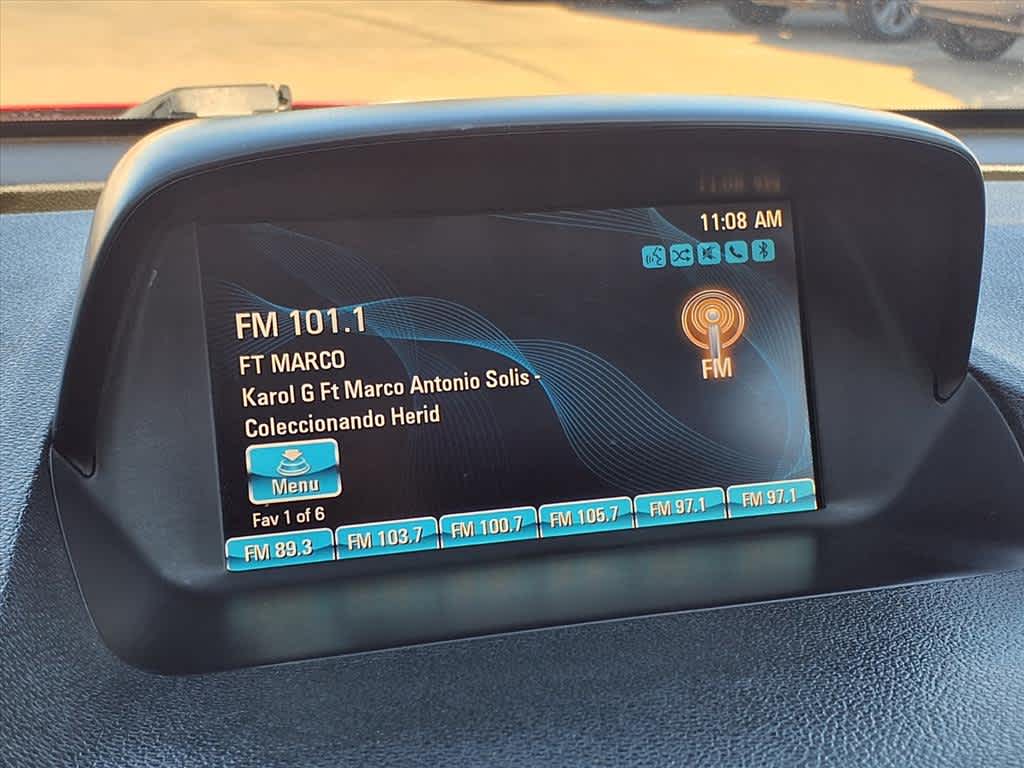 11:08 AM
FM 101.1
FT MARCO
Karol G Ft Marco Antonio Solis -
Coleccionando Herid
FM
Menu
Fav 1 of 6
FM 89.3 FM 103.7 FM 100.7 FM 105.7 FM 97.1 FM 97.1